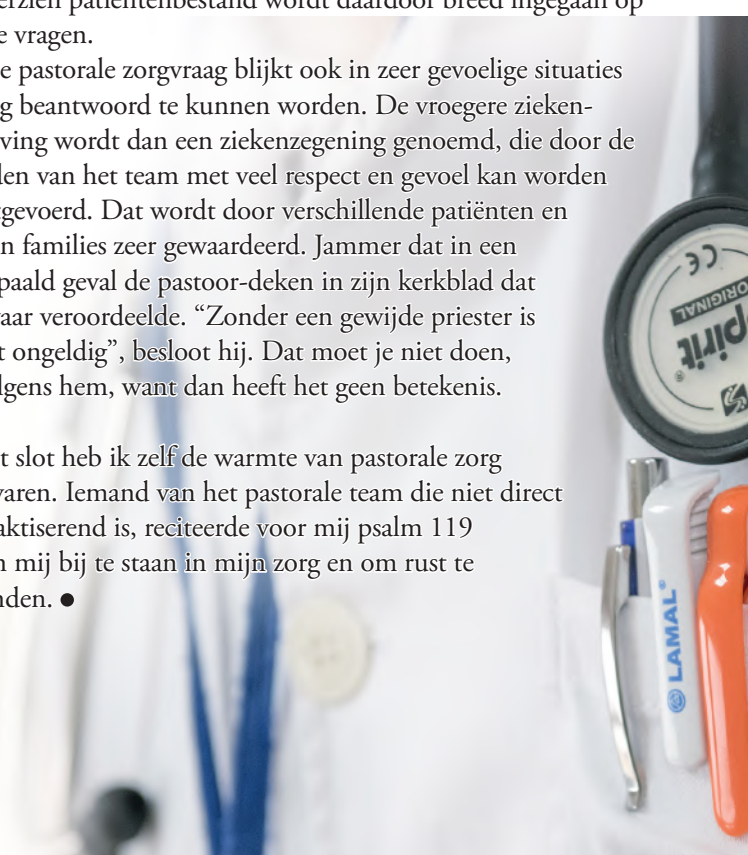 erzien patiëntenbestand wordt daardoor breed ingegaan op
e vragen.
e pastorale zorgvraag blijkt ook in zeer gevoelige situaties
g beantwoord te kunnen worden. De vroegere zieken-
ving wordt dan een ziekenzegening genoemd, die door de
den van het team met veel respect en gevoel kan worden
gevoerd. Dat wordt door verschillende patiënten en
n families zeer gewaardeerd. Jammer dat in een
paald geval de pastoor-deken in zijn kerkblad dat
aar veroordeelde. “Zonder een gewijde priester is
t ongeldig”, besloot hij. Dat moet je niet doen,
lgens hem, want dan heeft het geen betekenis.
t slot heb ik zelf de warmte van pastorale zorg
varen. Iemand van het pastorale team die niet direct
aktiserend is, reciteerde voor mij psalm 119
n mij bij te staan in mijn zorg en om rust te
nden. ●
CE
ORIGINAL
pirit®
LAMAL®